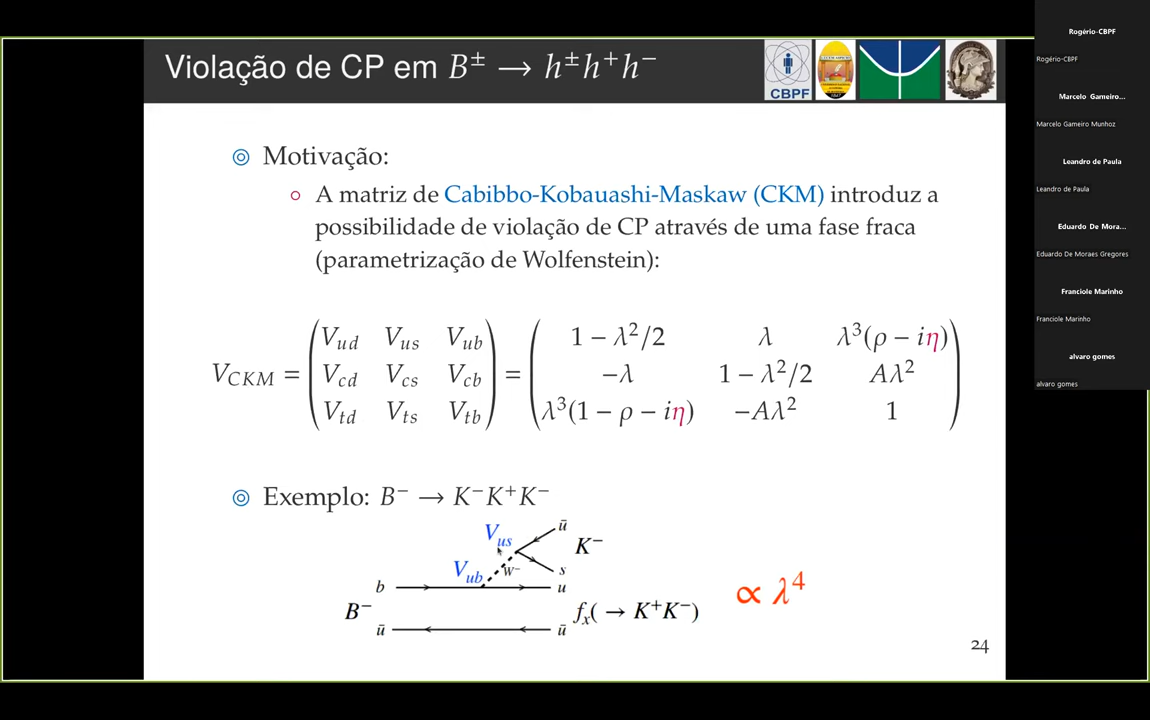 Violação de CP em B± → h±h+h−
CBPF
Motivação:
A matriz de Cabibbo-Kobauashi-Maskaw (CKM) introduz a
possibilidade de violação de CP através de uma fase fraca
(parametrização de Wolfenstein):
V_CKM = (V_ud V_us V_ub; V_cd V_cs V_cb; V_td V_ts V_tb) = (1 − λ²/2 λ λ³(ρ − iη); −λ 1 − λ²/2 Aλ²; λ³(1 − ρ − iη) −Aλ² 1)
Exemplo: B− → K−K+K−
V_us ū K−
V_ub W− s
b u
B− f_x( → K+K−) ∝ λ⁴
ū ū
24
Rogério-CBPF
Rogério-CBPF
Marcelo Gameiro...
Marcelo Gameiro Munhoz
Leandro de Paula
Leandro de Paula
Eduardo De Mora...
Eduardo De Moraes Gregores
Franciole Marinho
Franciole Marinho
alvaro gomes
alvaro gomes